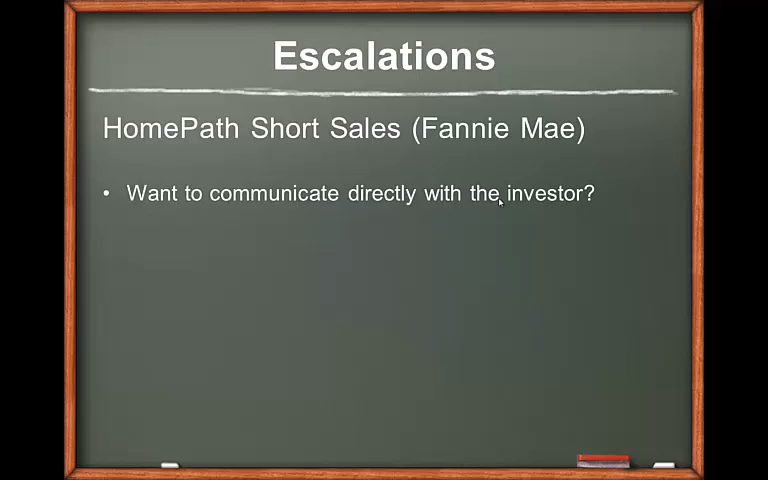 Escalations
HomePath Short Sales (Fannie Mae)
• Want to communicate directly with the investor?